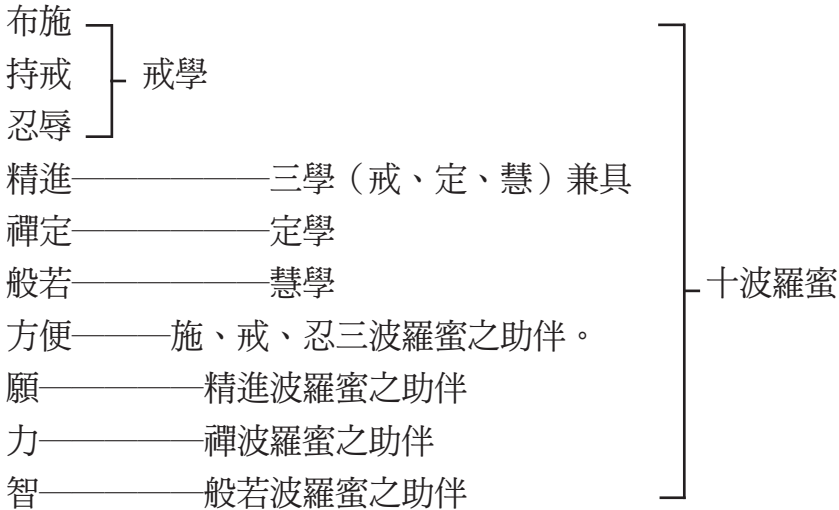 布施
持戒 戒學
忍辱
精進——————三學（戒、定、慧）兼具
禪定——————定學
般若——————慧學
十波羅蜜
方便———施、戒、忍三波羅蜜之助伴。
願————精進波羅蜜之助伴
力————禪波羅蜜之助伴
智————般若波羅蜜之助伴